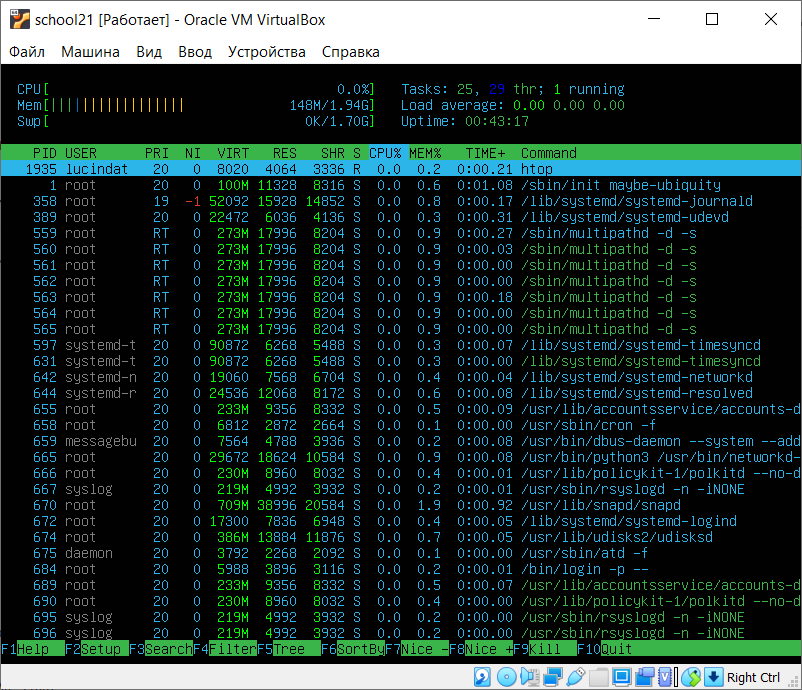 school21 [Работает] - Oracle VM VirtualBox
Файл Машина Вид Ввод Устройства Справка
CPU[ 0.0%] Tasks: 25, 29 thr; 1 running
Mem[||||||||||||||||| 148M/1.94G] Load average: 0.00 0.00 0.00
Swp[ 0K/1.70G] Uptime: 00:43:17
PID USER PRI NI VIRT RES SHR S CPU% MEM% TIME+ Command
1935 lucindat 20 0 8020 4064 3336 R 0.0 0.2 0:00.21 htop
1 root 20 0 100M 11328 8316 S 0.0 0.6 0:01.08 /sbin/init maybe-ubiquity
358 root 19 -1 52092 15928 14852 S 0.0 0.8 0:00.17 /lib/systemd/systemd-journald
389 root 20 0 22472 6036 4136 S 0.0 0.3 0:00.31 /lib/systemd/systemd-udevd
559 root RT 0 273M 17996 8204 S 0.0 0.9 0:00.27 /sbin/multipathd -d -s
560 root RT 0 273M 17996 8204 S 0.0 0.9 0:00.03 /sbin/multipathd -d -s
561 root RT 0 273M 17996 8204 S 0.0 0.9 0:00.00 /sbin/multipathd -d -s
562 root RT 0 273M 17996 8204 S 0.0 0.9 0:00.00 /sbin/multipathd -d -s
563 root RT 0 273M 17996 8204 S 0.0 0.9 0:00.18 /sbin/multipathd -d -s
564 root RT 0 273M 17996 8204 S 0.0 0.9 0:00.00 /sbin/multipathd -d -s
565 root RT 0 273M 17996 8204 S 0.0 0.9 0:00.00 /sbin/multipathd -d -s
597 systemd-t 20 0 90872 6268 5488 S 0.0 0.3 0:00.07 /lib/systemd/systemd-timesyncd
631 systemd-t 20 0 90872 6268 5488 S 0.0 0.3 0:00.00 /lib/systemd/systemd-timesyncd
642 systemd-n 20 0 19060 7568 6704 S 0.0 0.4 0:00.04 /lib/systemd/systemd-networkd
644 systemd-r 20 0 24536 12068 8172 S 0.0 0.6 0:00.08 /lib/systemd/systemd-resolved
655 root 20 0 233M 9356 8332 S 0.0 0.5 0:00.09 /usr/lib/accountsservice/accounts-d
658 root 20 0 6812 2872 2664 S 0.0 0.1 0:00.00 /usr/sbin/cron -f
659 messagebu 20 0 7564 4788 3936 S 0.0 0.2 0:00.11 /usr/bin/dbus-daemon --system --add
665 root 20 0 29672 18624 10584 S 0.0 0.9 0:00.08 /usr/bin/python3 /usr/bin/networkd-
666 root 20 0 230M 8960 8032 S 0.0 0.4 0:00.01 /usr/lib/policykit-1/polkitd --no-d
667 syslog 20 0 219M 4992 3932 S 0.0 0.2 0:00.01 /usr/sbin/rsyslogd -n -iNONE
670 root 20 0 709M 38996 20584 S 0.0 1.9 0:00.92 /usr/lib/snapd/snapd
672 root 20 0 17300 7836 6948 S 0.0 0.4 0:00.05 /lib/systemd/systemd-logind
674 root 20 0 386M 13884 11876 S 0.0 0.7 0:00.05 /usr/lib/udisks2/udisksd
675 daemon 20 0 3792 2268 2092 S 0.0 0.1 0:00.00 /usr/sbin/atd -f
684 root 20 0 5988 3896 3116 S 0.0 0.2 0:00.01 /bin/login -p --
689 root 20 0 233M 9356 8332 S 0.0 0.5 0:00.07 /usr/lib/accountsservice/accounts-d
690 root 20 0 230M 8960 8032 S 0.0 0.4 0:00.00 /usr/lib/policykit-1/polkitd --no-d
695 syslog 20 0 219M 4992 3932 S 0.0 0.2 0:00.00 /usr/sbin/rsyslogd -n -iNONE
696 syslog 20 0 219M 4992 3932 S 0.0 0.2 0:00.00 /usr/sbin/rsyslogd -n -iNONE
F1Help F2Setup F3SearchF4FilterF5Tree F6SortByF7Nice -F8Nice +F9Kill F10Quit
Right Ctrl